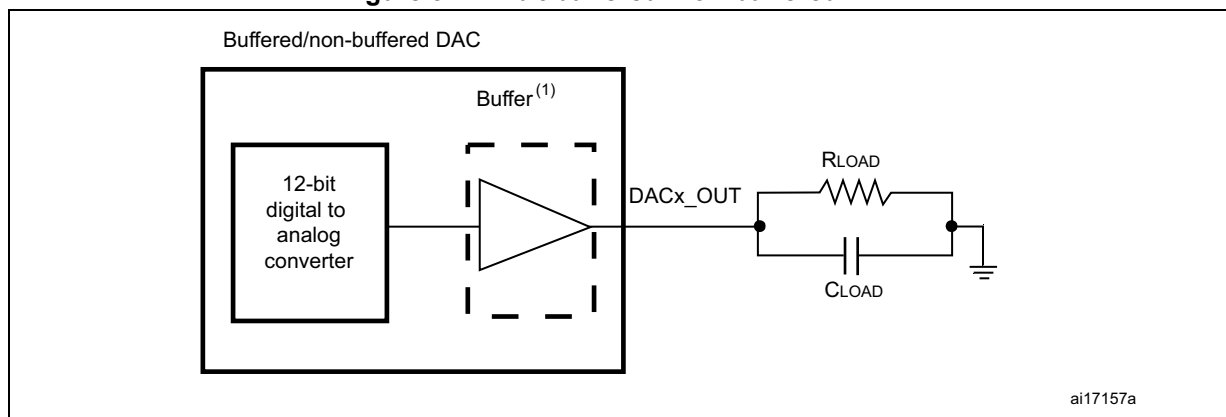 Buffered/non-buffered DAC
Buffer(1)
12-bit
digital to
analog
converter
DACx_OUT
RLOAD
CLOAD
ai17157a